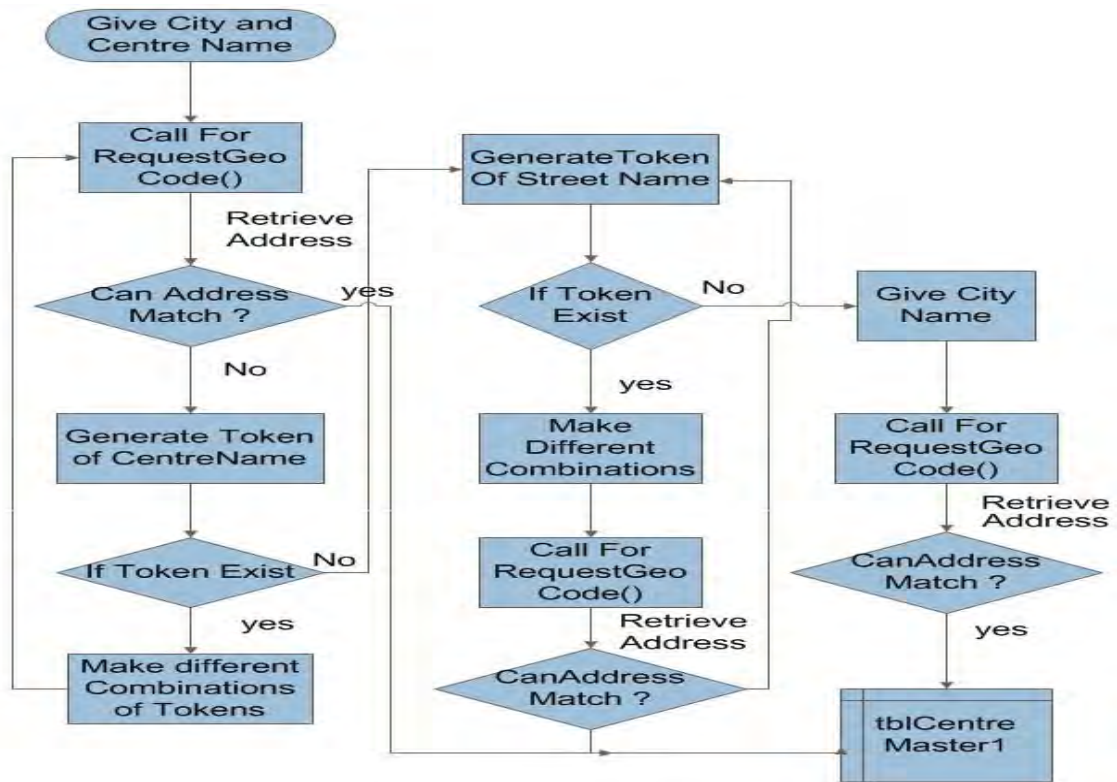 Give City and
Centre Name
Call For
RequestGeo
Code()
Retrieve
Address
Can Address
Match ?
yes
No
Generate Token
of CentreName
If Token Exist
No
yes
Make different
Combinations
of Tokens
GenerateToken
Of Street Name
If Token
Exist
No
yes
Make
Different
Combinations
Call For
RequestGeo
Code()
Retrieve
Address
CanAddress
Match ?
Give City
Name
Call For
RequestGeo
Code()
Retrieve
Address
CanAddress
Match ?
yes
tblCentre
Master1